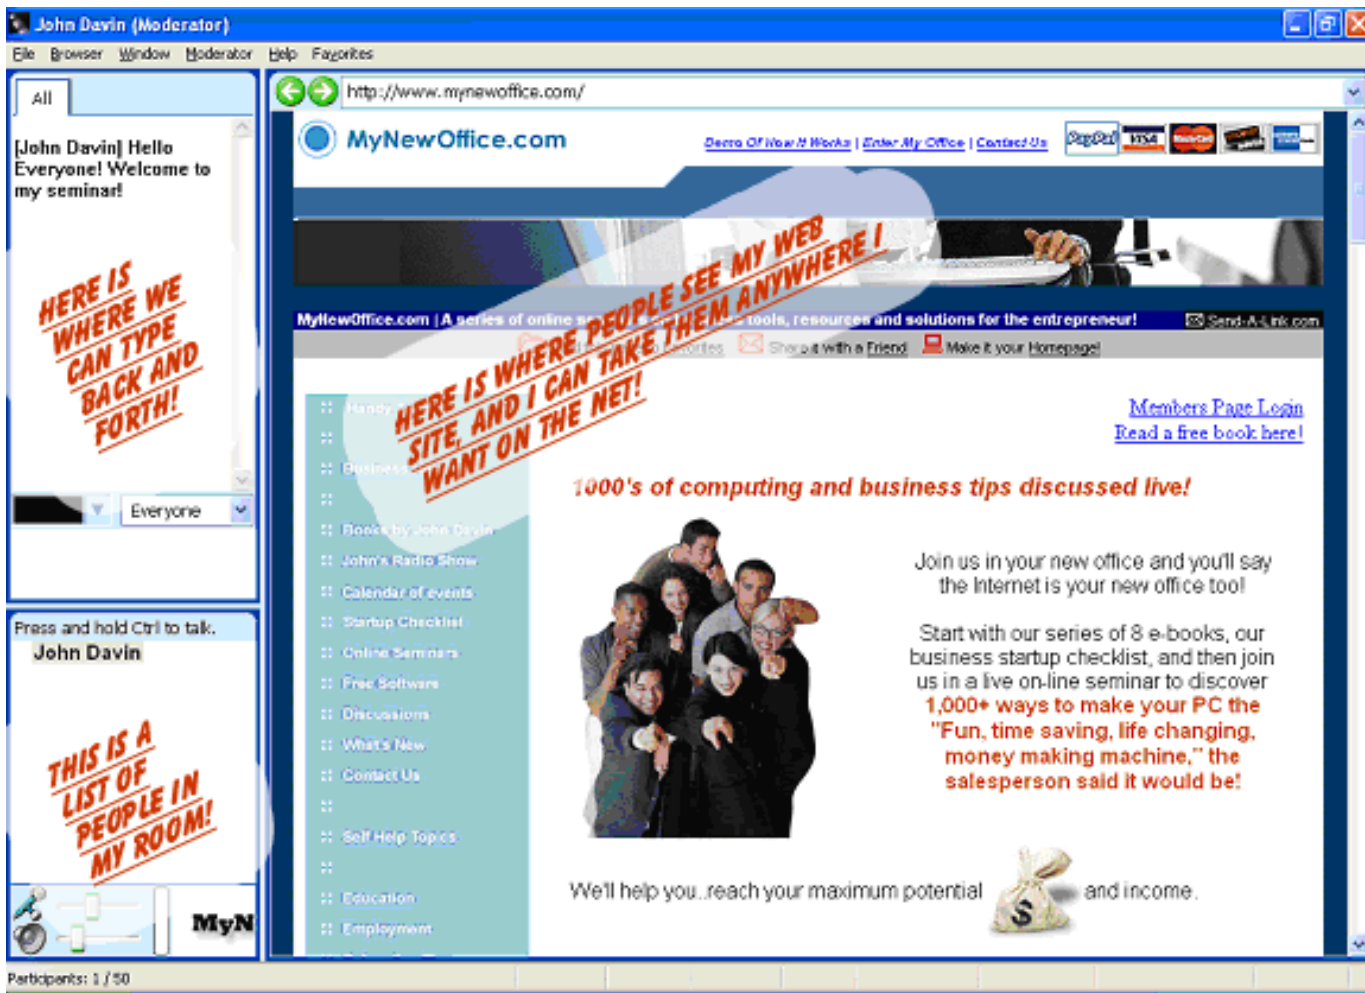 John Davin (Moderator)
File Browser Window Moderator Help Favorites
All
http://www.mynewoffice.com/
[John Davin] Hello
Everyone! Welcome to
my seminar!
HERE IS
WHERE WE
CAN TYPE
BACK AND
FORTH!
Everyone
Press and hold Ctrl to talk.
John Davin
THIS IS A
LIST OF
PEOPLE IN
MY ROOM!
MyN
Participants: 1 / 50
MyNewOffice.com
Demo Of How It Works | Enter My Office | Contact Us
PayPal VISA MasterCard
HERE IS WHERE PEOPLE SEE MY WEB
SITE, AND I CAN TAKE THEM ANYWHERE I
WANT ON THE NET!
MyNewOffice.com | A series of online tools, resources and solutions for the entrepreneur!
Send-A-Link.com
Share it with a Friend Make it your Homepage!
Members Page Login
Read a free book here!
:: Handy
::
:: Business
::
:: Books by John Davin
:: John's Radio Show
:: Calendar of events
:: Startup Checklist
:: Online Seminars
:: Free Software
:: Discussions
:: What's New
:: Contact Us
::
:: Self Help Topics
::
:: Education
:: Employment
1000's of computing and business tips discussed live!
Join us in your new office and you'll say
the Internet is your new office too!
Start with our series of 8 e-books, our
business startup checklist, and then join
us in a live on-line seminar to discover
1,000+ ways to make your PC the
"Fun, time saving, life changing,
money making machine," the
salesperson said it would be!
We'll help you..reach your maximum potential $ and income.